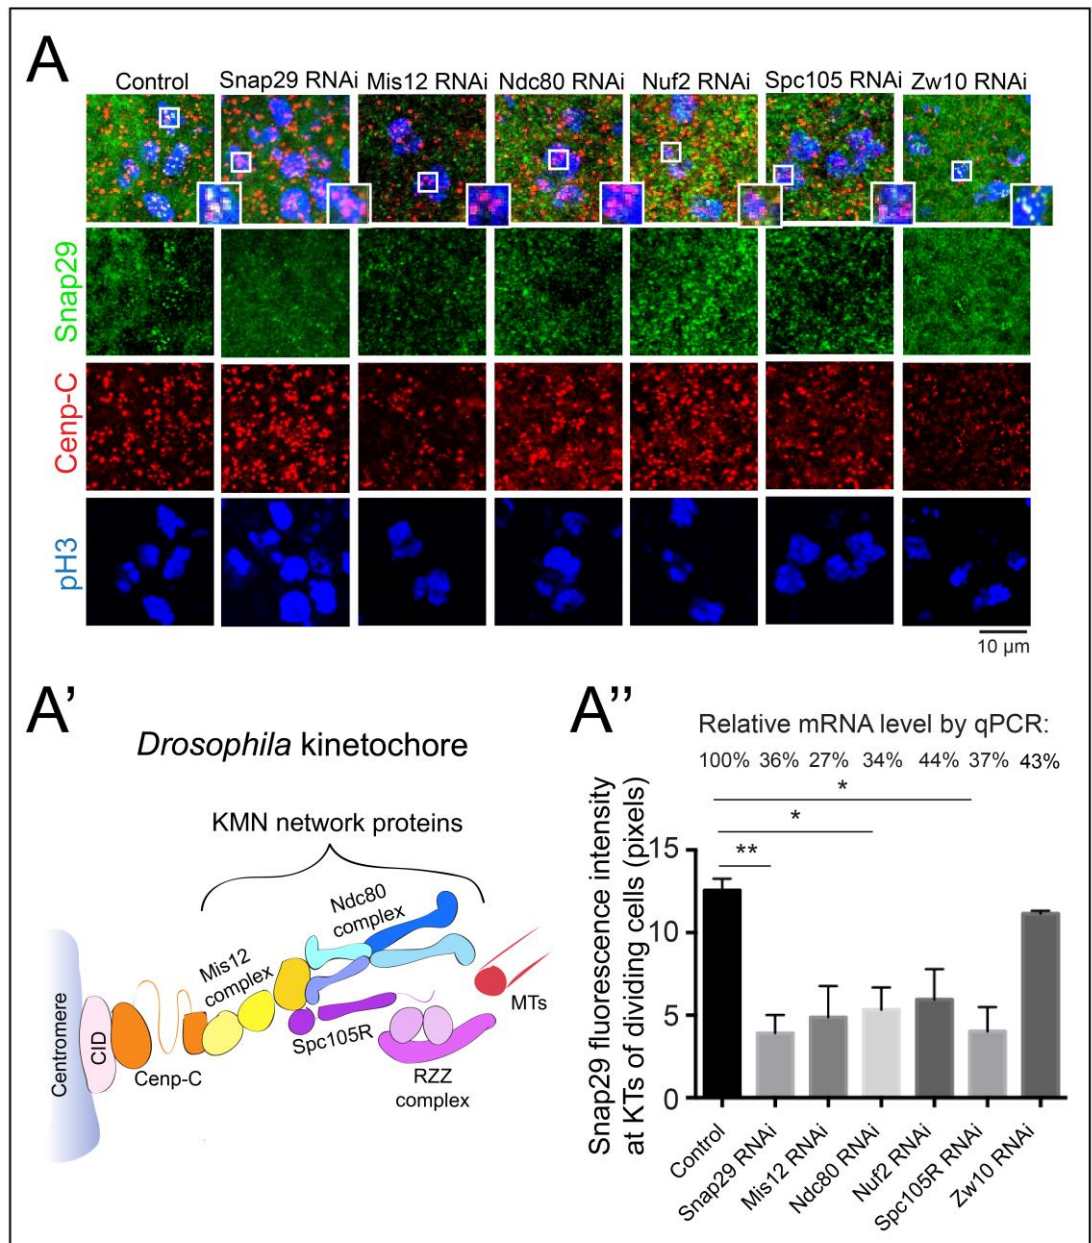 A
Control Snap29 RNAi Mis12 RNAi Ndc80 RNAi Nuf2 RNAi Spc105 RNAi Zw10 RNAi
Snap29
Cenp-C
pH3
10 µm
A'
Drosophila kinetochore
KMN network proteins
Ndc80
complex
Mis12
complex
Spc105R
MTs
RZZ
complex
Centromere
CID
Cenp-C
A''
Relative mRNA level by qPCR:
100% 36% 27% 34% 44% 37% 43%
*
*
**
Snap29 fluorescence intensity
at KTs of dividing cells (pixels)
15
10
5
0
Control
Snap29 RNAi
Mis12 RNAi
Ndc80 RNAi
Nuf2 RNAi
Spc105R RNAi
Zw10 RNAi